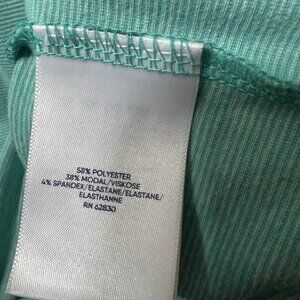 58% POLYESTER
38% MODAL/VISKOSE
4% SPANDEX/ELASTANE/ELASTANE/
ELASTHANNE
RN 62830